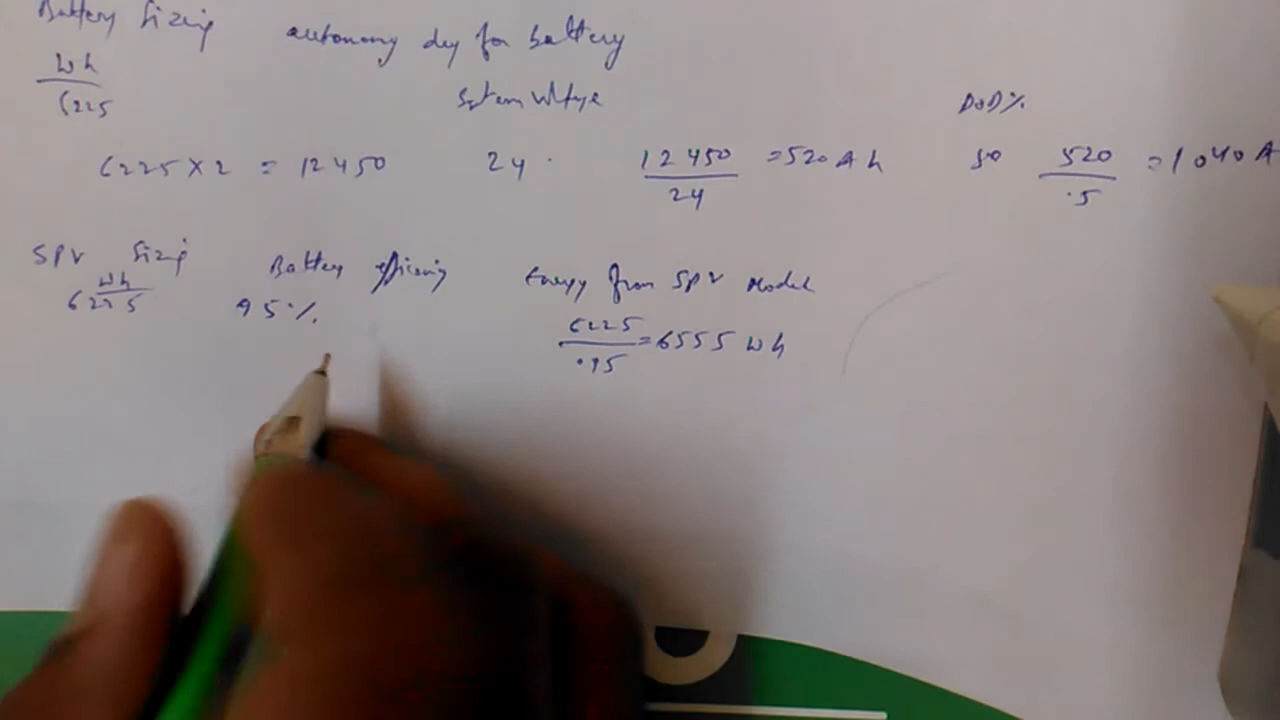 Battery Sizing autonomy day for battery
Wh
6225
System Voltage
DoD%
6225 X 2 = 12450 24 12450 / 24 = 520 Ah 50 520 / .5 = 1040 A
SPV Sizing Battery efficiency Energy from SPV Model
Wh
6225 95% 6225 / .95 = 6555 Wh